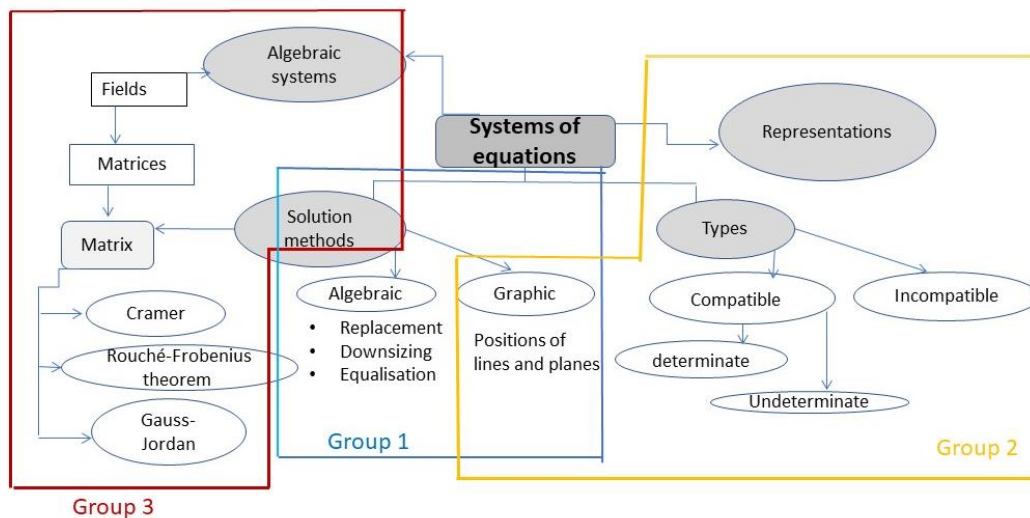 Algebraic
systems
Fields
Systems of
equations
Representations
Matrices
Solution
methods
Types
Matrix
Algebraic
Graphic
Compatible
Incompatible
Cramer
• Replacement
• Downsizing
• Equalisation
Positions of
lines and planes
determinate
Rouché-Frobenius
theorem
Undeterminate
Gauss-
Jordan
Group 1
Group 2
Group 3